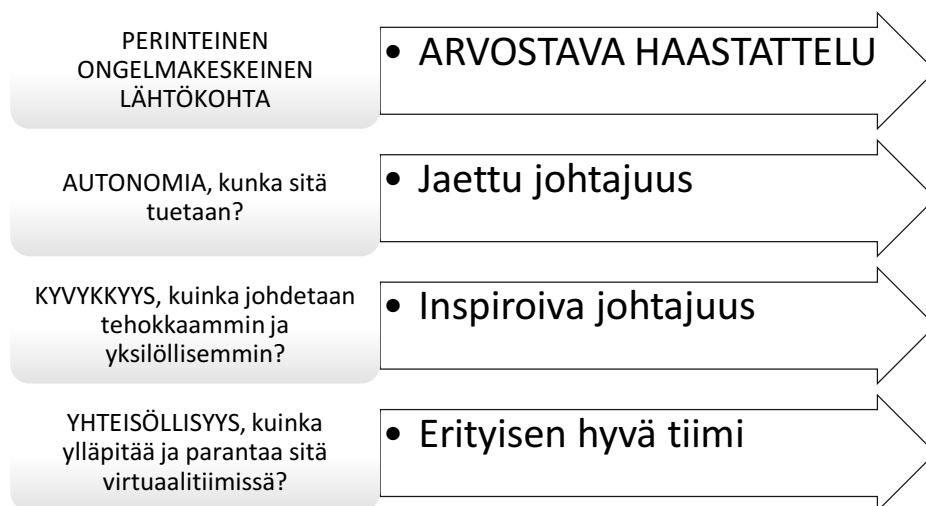 PERINTEINEN
ONGELMAKESKEINEN
LÄHTÖKOHTA
• ARVOSTAVA HAASTATTELU
AUTONOMIA, kunka sitä
tuetaan?
• Jaettu johtajuus
KYVYKKYYS, kuinka johdetaan
tehokkaammin ja
yksilöllisemmin?
• Inspiroiva johtajuus
YHTEISÖLLISYYS, kuinka
ylläpitää ja parantaa sitä
virtuaalitiimissä?
• Erityisen hyvä tiimi